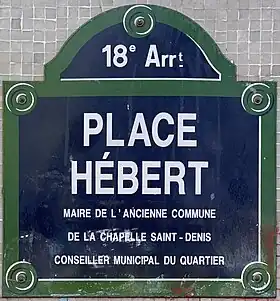 18e Arrt
PLACE
HÉBERT
MAIRE DE L'ANCIENNE COMMUNE
DE LA CHAPELLE SAINT-DENIS
CONSEILLER MUNICIPAL DU QUARTIER